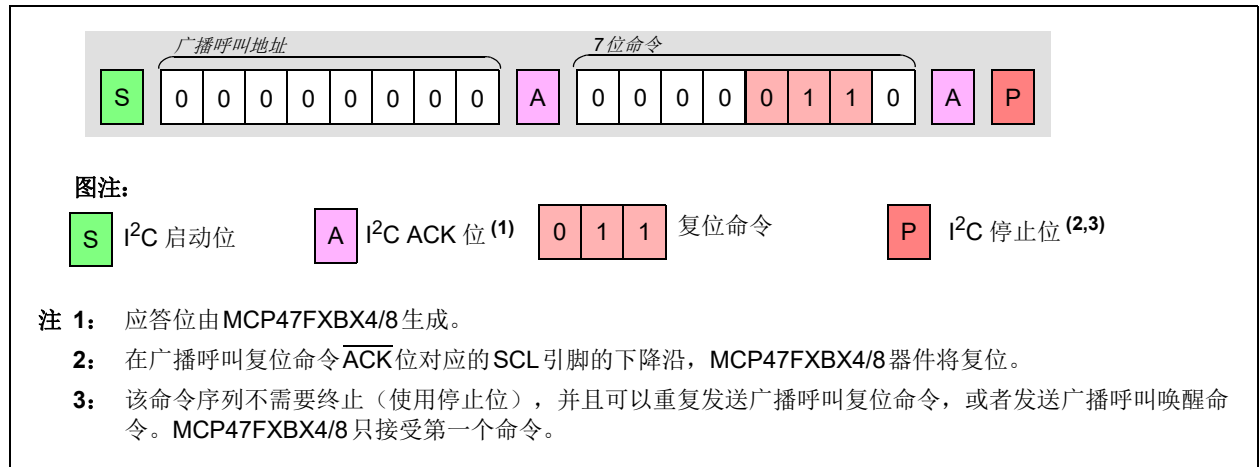 广播呼叫地址 7位命令
S 0 0 0 0 0 0 0 0 A 0 0 0 0 0 1 1 0 A P
图注：
S I²C 启动位 A I²C ACK 位 (1) 0 1 1 复位命令 P I²C 停止位 (2,3)
注 1： 应答位由MCP47FXBX4/8生成。
2： 在广播呼叫复位命令A̅C̅K̅位对应的SCL引脚的下降沿，MCP47FXBX4/8器件将复位。
3： 该命令序列不需要终止（使用停止位），并且可以重复发送广播呼叫复位命令，或者发送广播呼叫唤醒命
令。MCP47FXBX4/8只接受第一个命令。